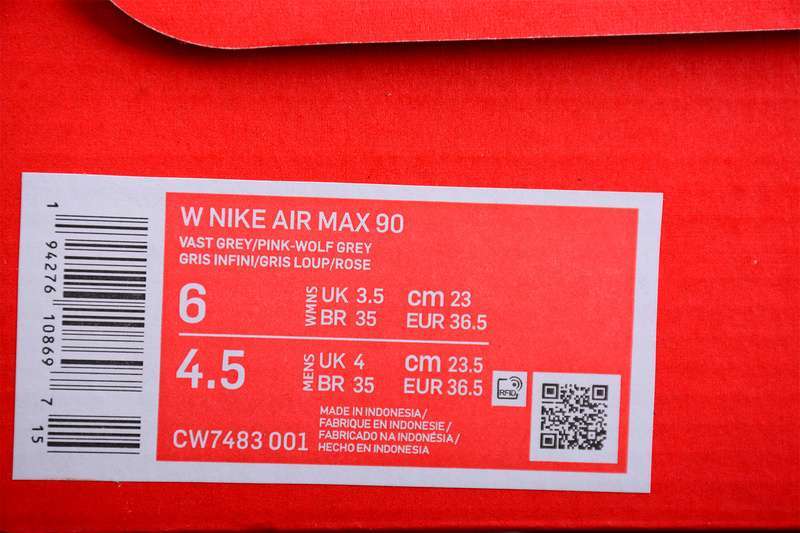 W NIKE AIR MAX 90
VAST GREY/PINK-WOLF GREY
GRIS INFINI/GRIS LOUP/ROSE
6
WMNS
UK 3.5 cm 23
BR 35 EUR 36.5
4.5
MENS
UK 4 cm 23.5
BR 35 EUR 36.5
RFID
CW7483 001
MADE IN INDONESIA/
FABRIQUE EN INDONESIE/
FABRICADO NA INDONÉSIA/
HECHO EN INDONESIA
1 94276 10869 7 15